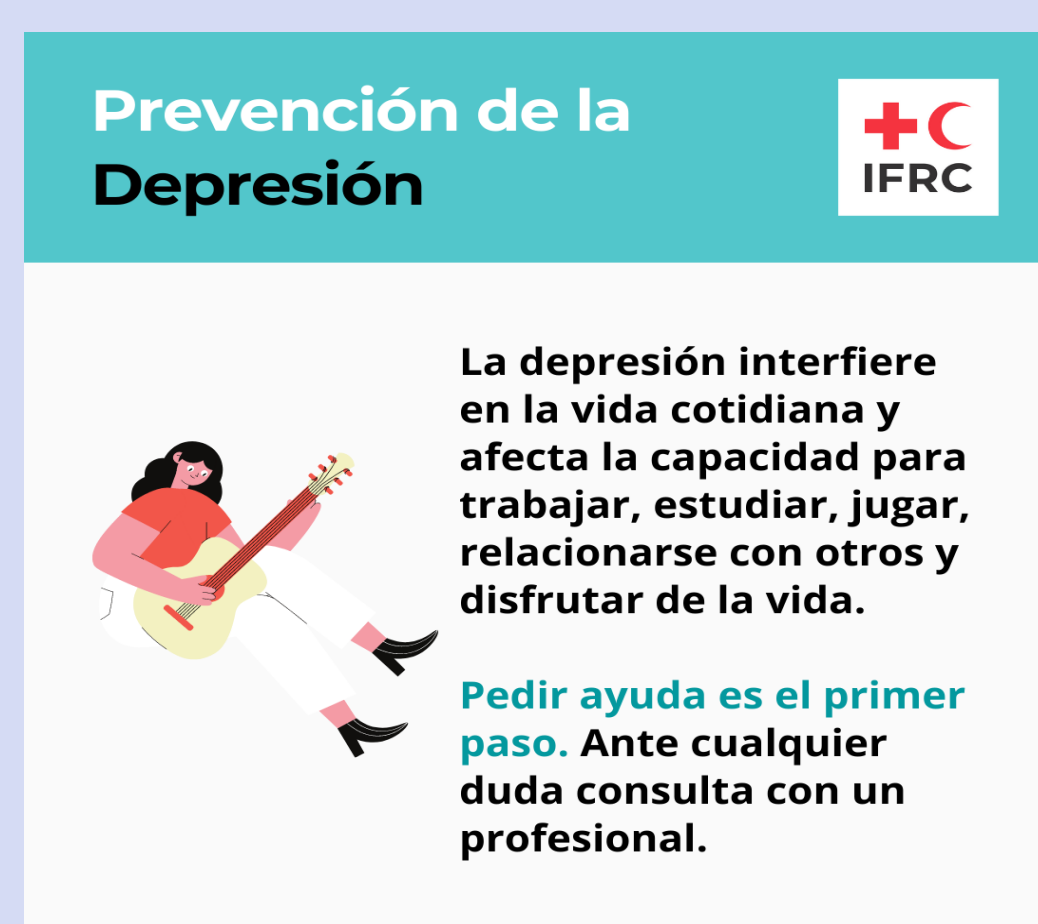 Prevención de la
Depresión
IFRC
La depresión interfiere
en la vida cotidiana y
afecta la capacidad para
trabajar, estudiar, jugar,
relacionarse con otros y
disfrutar de la vida.
Pedir ayuda es el primer
paso. Ante cualquier
duda consulta con un
profesional.